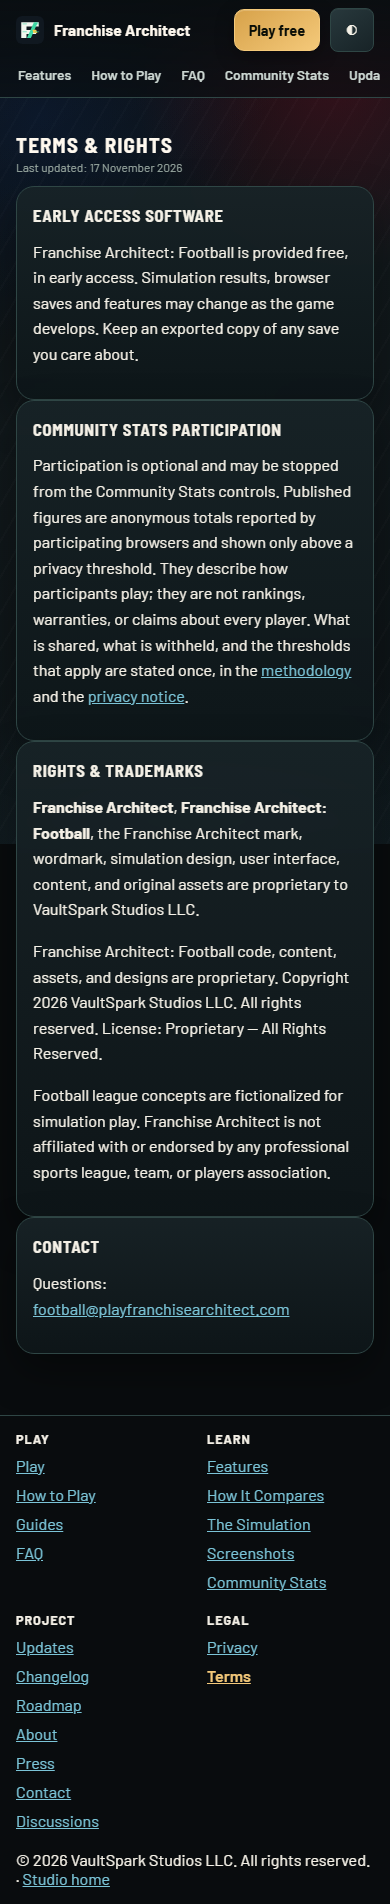 Franchise Architect
Play free
Features How to Play FAQ Community Stats Upda
TERMS & RIGHTS
Last updated: 17 November 2026
EARLY ACCESS SOFTWARE
Franchise Architect: Football is provided free,
in early access. Simulation results, browser
saves and features may change as the game
develops. Keep an exported copy of any save
you care about.
COMMUNITY STATS PARTICIPATION
Participation is optional and may be stopped
from the Community Stats controls. Published
figures are anonymous totals reported by
participating browsers and shown only above a
privacy threshold. They describe how
participants play; they are not rankings,
warranties, or claims about every player. What
is shared, what is withheld, and the thresholds
that apply are stated once, in the methodology
and the privacy notice.
RIGHTS & TRADEMARKS
Franchise Architect, Franchise Architect:
Football, the Franchise Architect mark,
wordmark, simulation design, user interface,
content, and original assets are proprietary to
VaultSpark Studios LLC.
Franchise Architect: Football code, content,
assets, and designs are proprietary. Copyright
2026 VaultSpark Studios LLC. All rights
reserved. License: Proprietary — All Rights
Reserved.
Football league concepts are fictionalized for
simulation play. Franchise Architect is not
affiliated with or endorsed by any professional
sports league, team, or players association.
CONTACT
Questions:
football@playfranchisearchitect.com
PLAY
Play
How to Play
Guides
FAQ
LEARN
Features
How It Compares
The Simulation
Screenshots
Community Stats
PROJECT
Updates
Changelog
Roadmap
About
Press
Contact
Discussions
LEGAL
Privacy
Terms
© 2026 VaultSpark Studios LLC. All rights reserved.
· Studio home